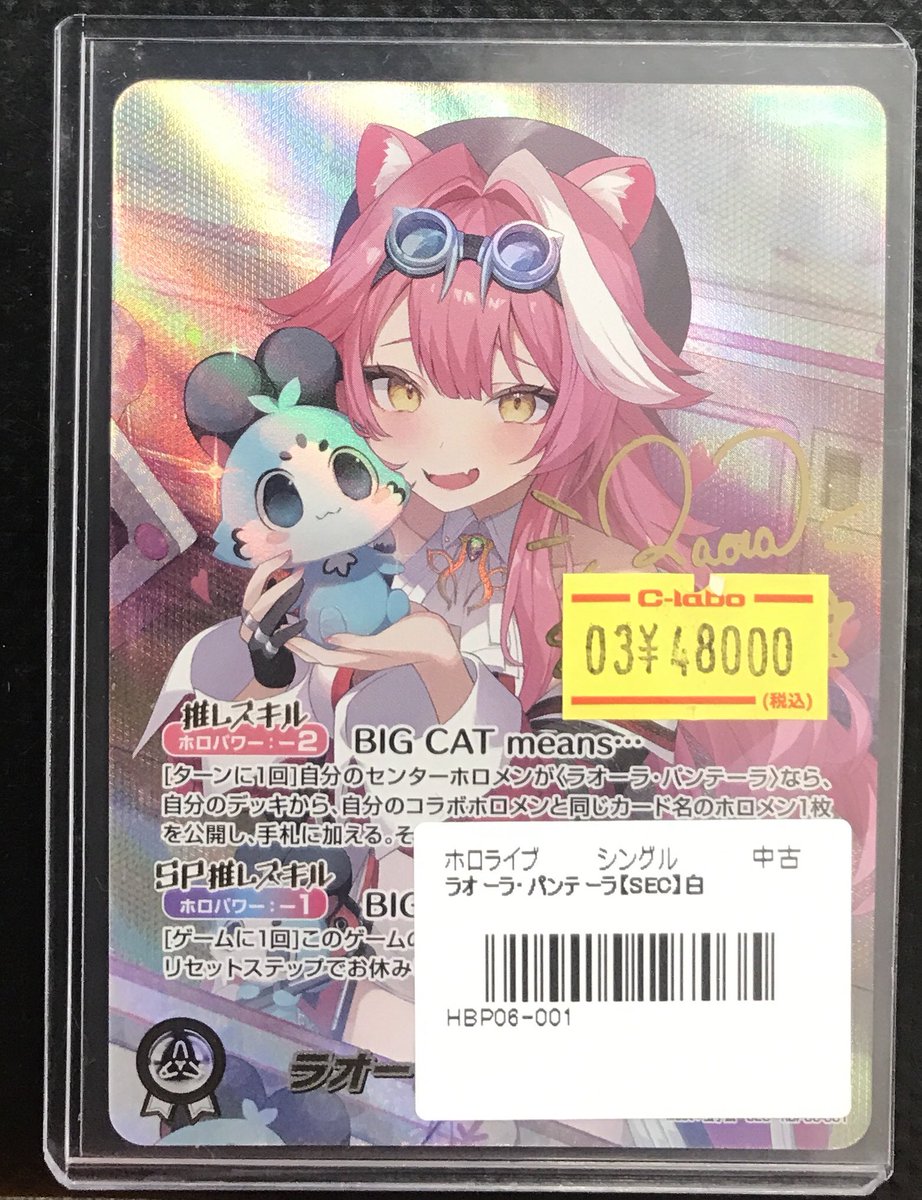 Raora
C-labo
03¥48000
(税込)
推しスキル
ホロパワー:-2 BIG CAT means…
[ターンに1回]自分のセンターホロメンが〈ラオーラ・パンテーラ〉なら、
自分のデッキから、自分のコラボホロメンと同じカード名のホロメン1枚
を公開し、手札に加える。そ
SP推しスキル
ホロパワー:-1 BIG
[ゲームに1回]このゲームの
リセットステップでお休み
ホロライブ シングル 中古
ラオーラ・パンテーラ【SEC】白
HBP06-001
ラオー